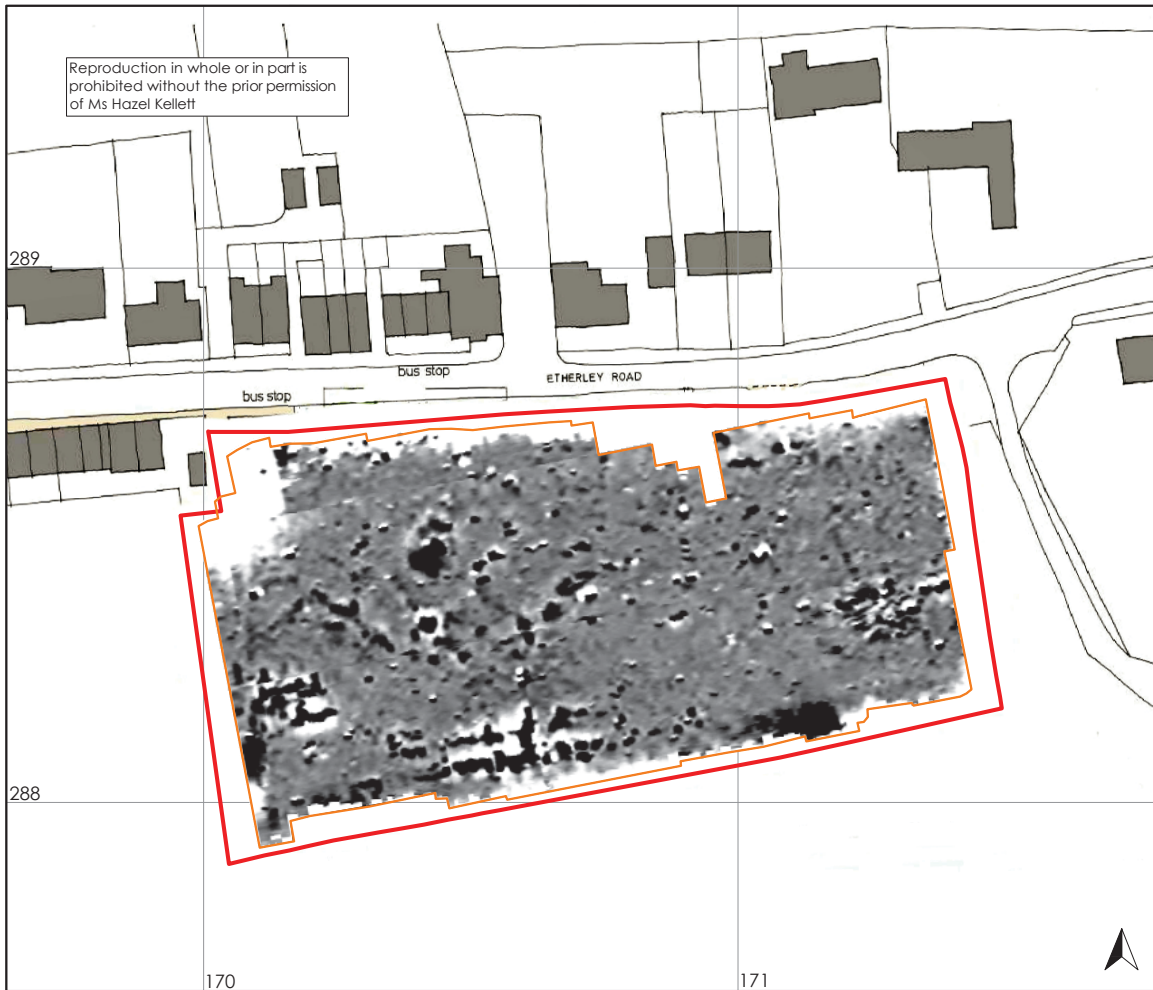 Reproduction in whole or in part is
prohibited without the prior permission
of Ms Hazel Kellett
289
bus stop
ETHERLEY ROAD
bus stop
288
170
171